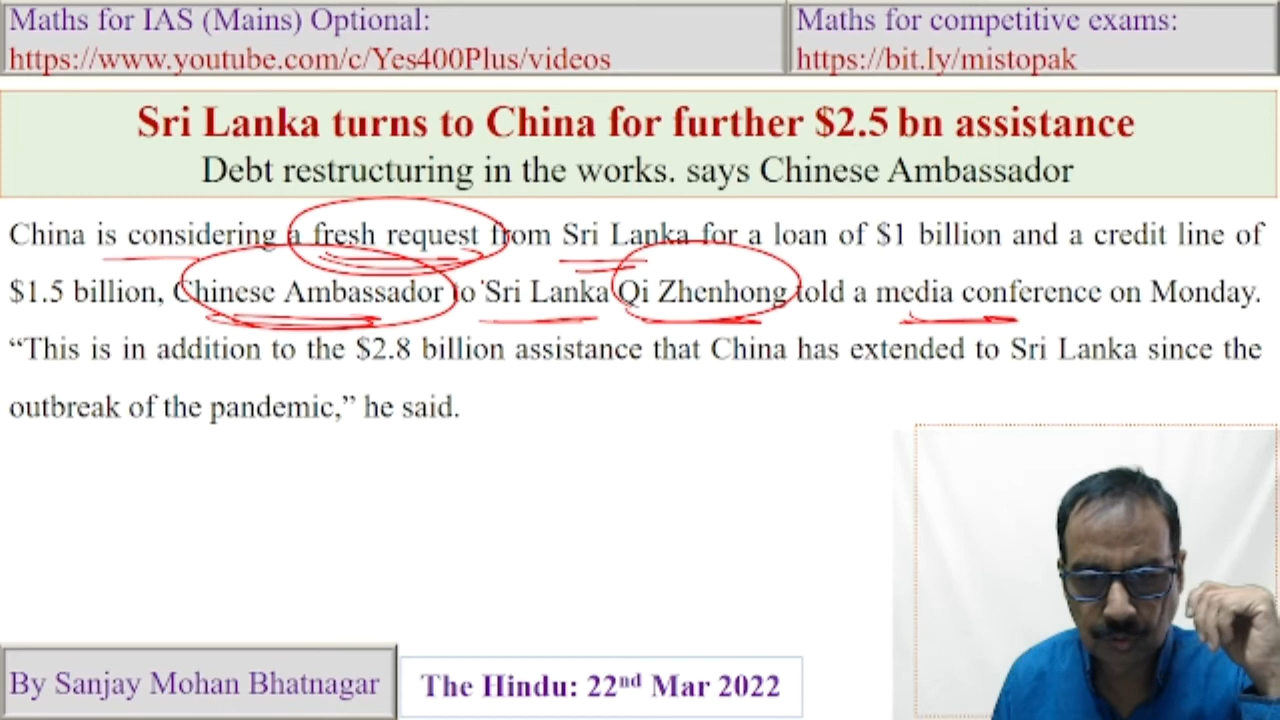 Maths for IAS (Mains) Optional:
https://www.youtube.com/c/Yes400Plus/videos
Maths for competitive exams:
https://bit.ly/mistopak
Sri Lanka turns to China for further $2.5 bn assistance
Debt restructuring in the works. says Chinese Ambassador
China is considering a fresh request from Sri Lanka for a loan of $1 billion and a credit line of
$1.5 billion, Chinese Ambassador to Sri Lanka Qi Zhenhong told a media conference on Monday.
“This is in addition to the $2.8 billion assistance that China has extended to Sri Lanka since the
outbreak of the pandemic,” he said.
By Sanjay Mohan Bhatnagar
The Hindu: 22nd Mar 2022